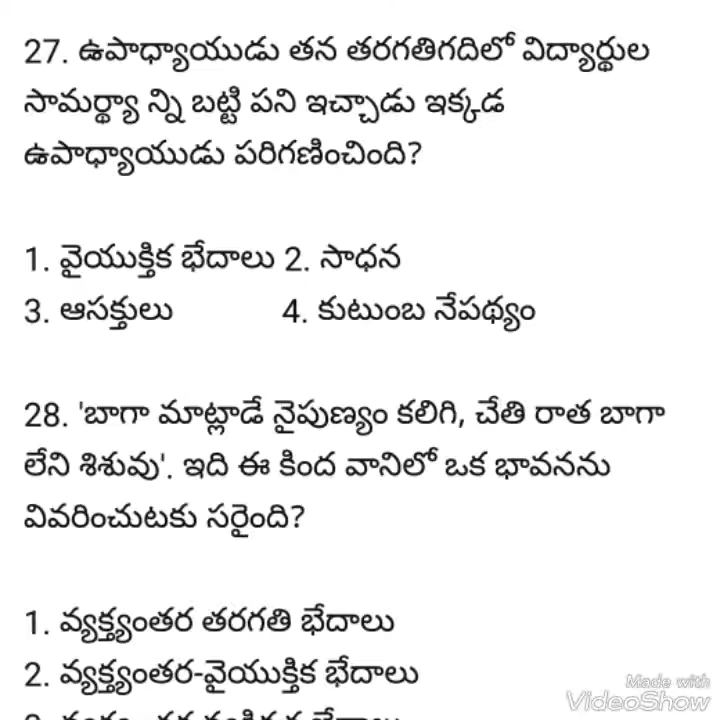 27. ఉపాధ్యాయుడు తన తరగతిగదిలో విద్యార్థుల
సామర్థ్యా న్ని బట్టి పని ఇచ్చాడు ఇక్కడ
ఉపాధ్యాయుడు పరిగణించింది?
1. వైయుక్తిక భేదాలు 2. సాధన
3. ఆసక్తులు 4. కుటుంబ నేపథ్యం
28. 'బాగా మాట్లాడే నైపుణ్యం కలిగి, చేతి రాత బాగా
లేని శిశువు'. ఇది ఈ కింద వానిలో ఒక భావనను
వివరించుటకు సరైంది?
1. వ్యక్త్యంతర తరగతి భేదాలు
2. వ్యక్త్యంతర-వైయుక్తిక భేదాలు
Made with
VideoShow